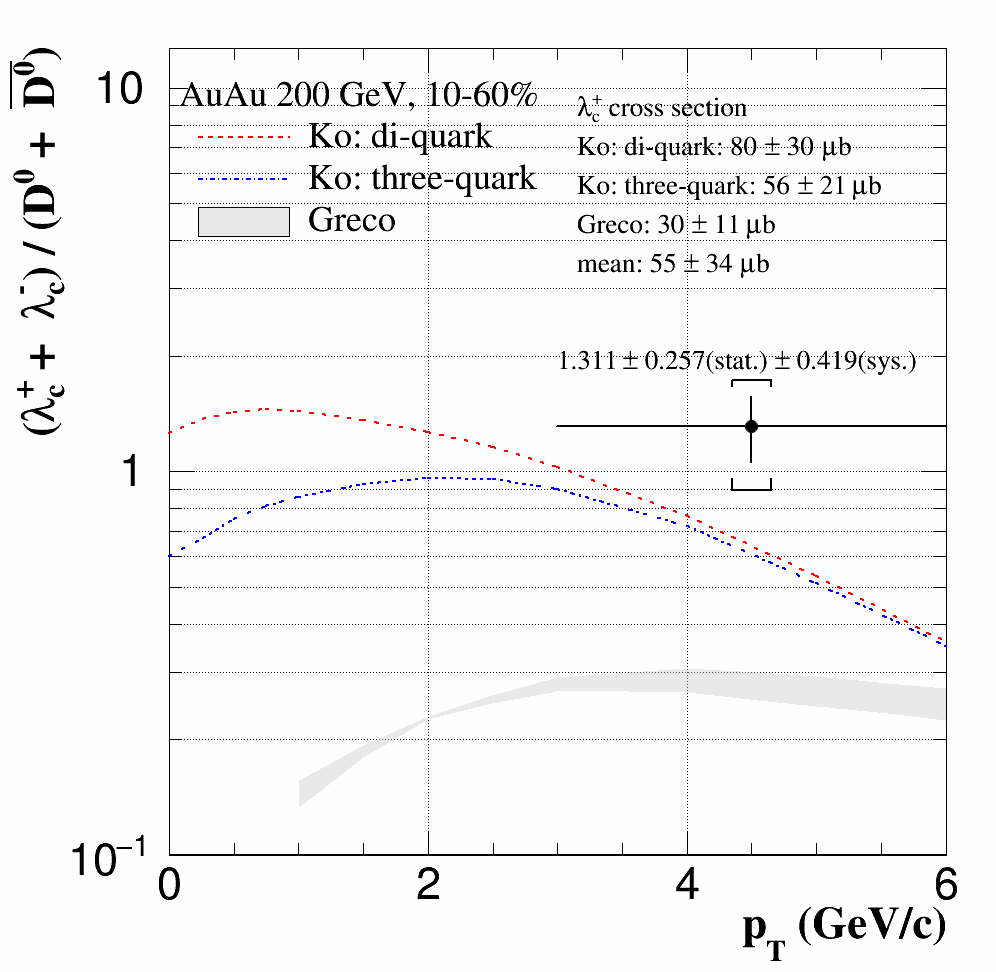 (λc+ + λc-) / (D0 + D̅0)
10
1
10−1
AuAu 200 GeV, 10-60%
Ko: di-quark
Ko: three-quark
Greco
λc+ cross section
Ko: di-quark: 80 ± 30 μb
Ko: three-quark: 56 ± 21 μb
Greco: 30 ± 11 μb
mean: 55 ± 34 μb
1.311 ± 0.257(stat.) ± 0.419(sys.)
0 2 4 6
pT (GeV/c)